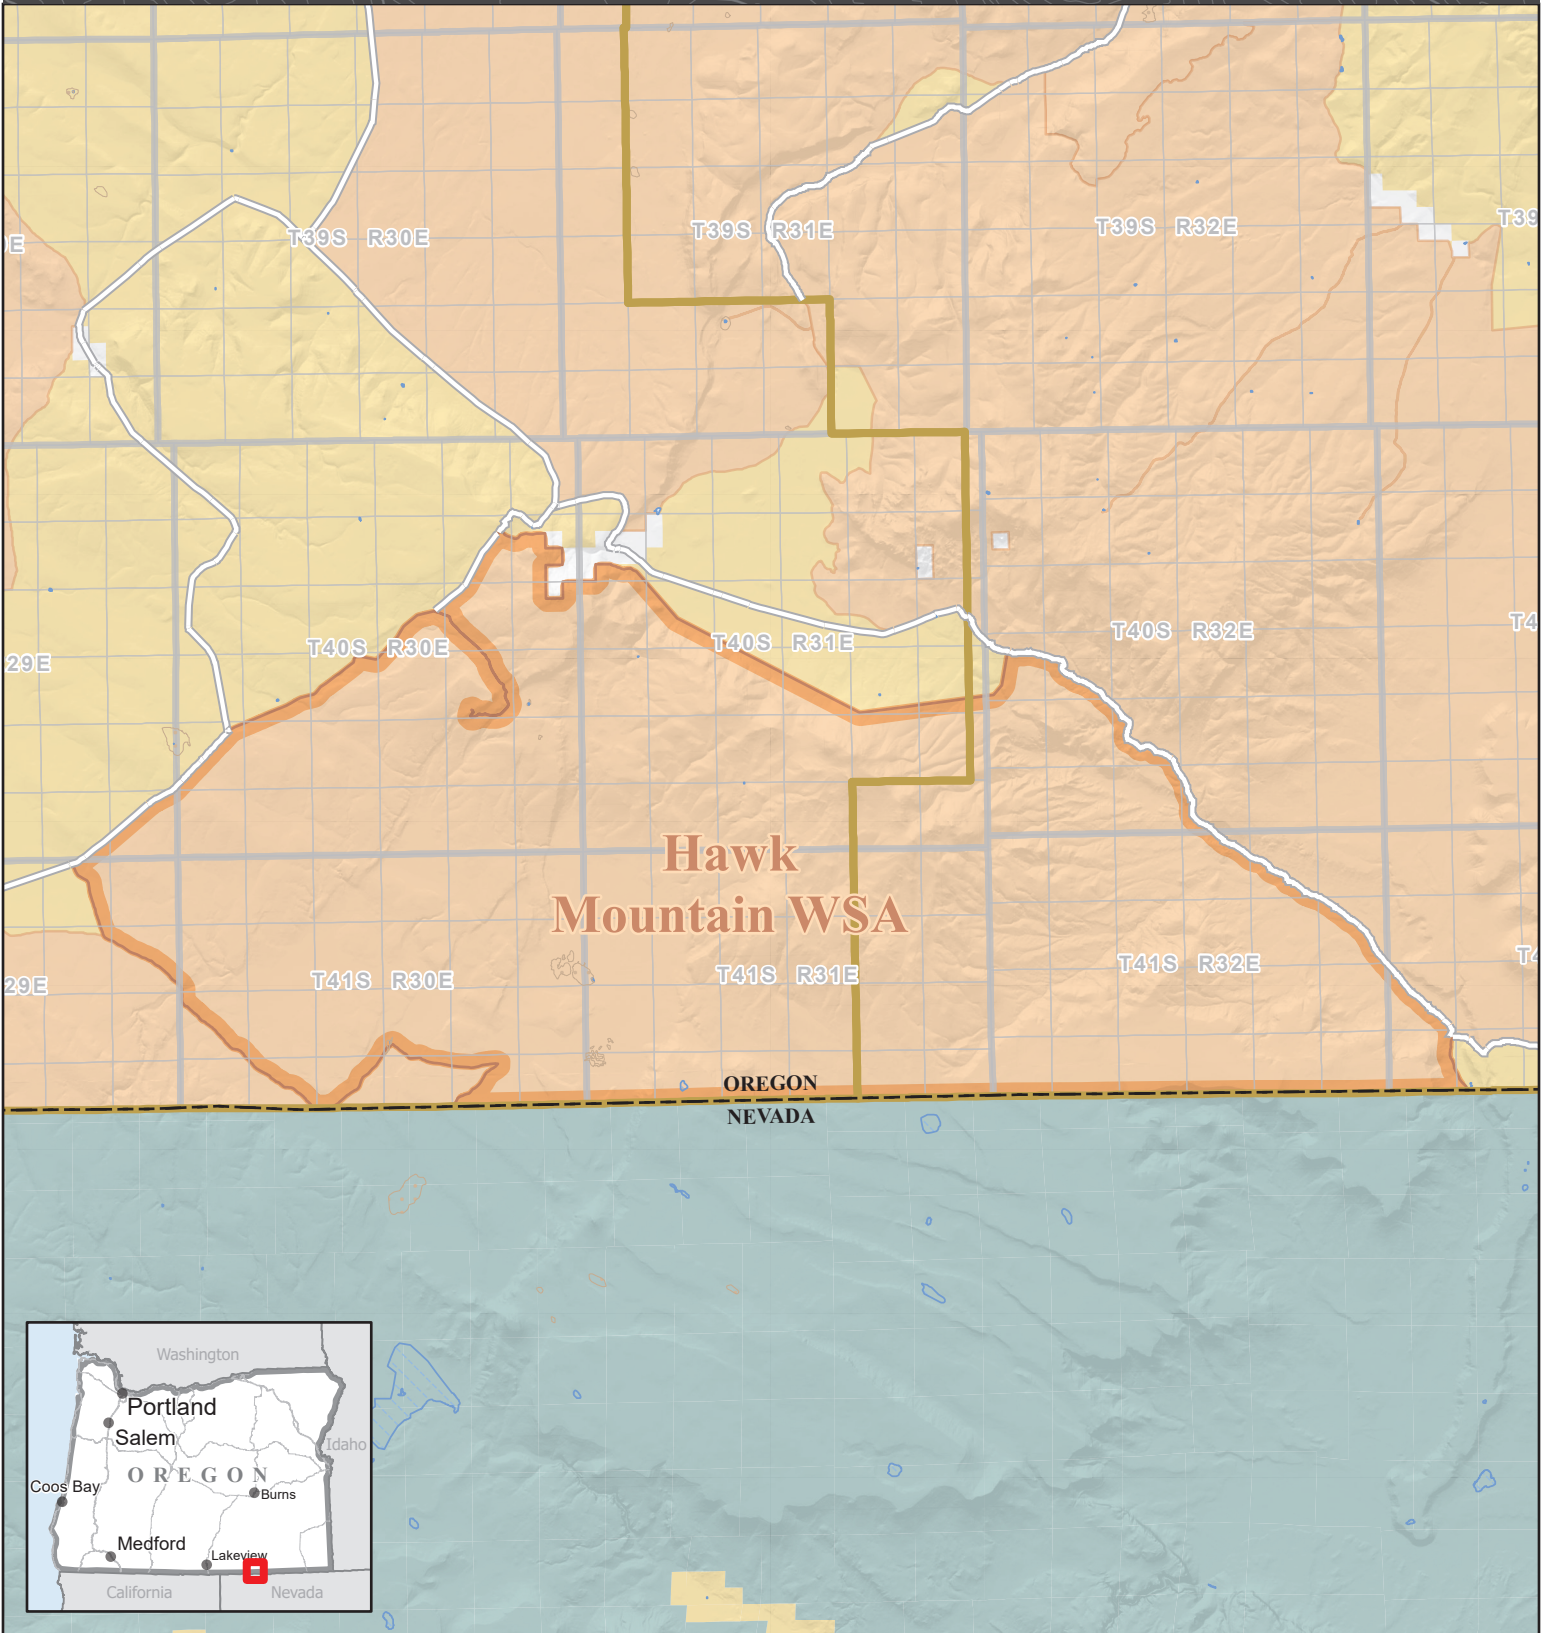 T39S R30E
T39S R31E
T39S R32E
T39
E
T40S R30E
T40S R31E
T40S R32E
T4
29E
Hawk
Mountain WSA
T41S R30E
T41S R31E
T41S R32E
T4
29E
OREGON
NEVADA
Washington
Portland
Salem
Idaho
OREGON
Coos Bay
Burns
Medford
Lakeview
California
Nevada